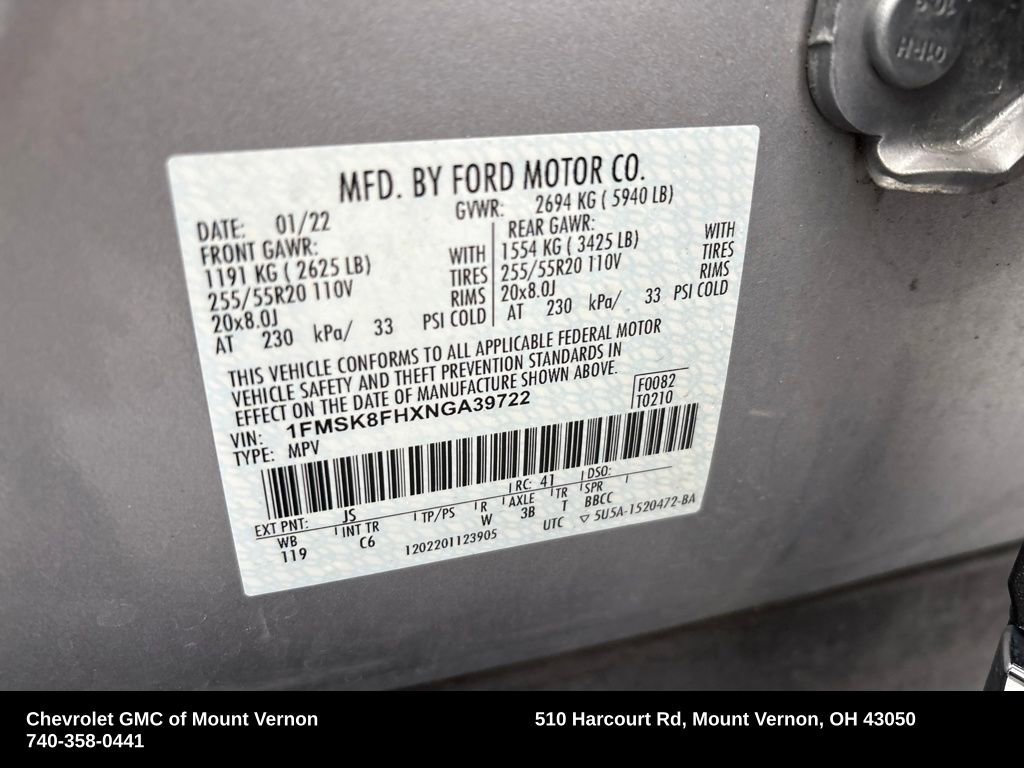 MFD. BY FORD MOTOR CO.
DATE: 01/22
GVWR: 2694 KG ( 5940 LB)
FRONT GAWR:
1191 KG ( 2625 LB) WITH
255/55R20 110V TIRES
20x8.0J RIMS
AT 230 kPa/ 33 PSI COLD
REAR GAWR: WITH
1554 KG ( 3425 LB) TIRES
255/55R20 110V RIMS
20x8.0J
AT 230 kPa/ 33 PSI COLD
THIS VEHICLE CONFORMS TO ALL APPLICABLE FEDERAL MOTOR
VEHICLE SAFETY AND THEFT PREVENTION STANDARDS IN
EFFECT ON THE DATE OF MANUFACTURE SHOWN ABOVE.
F0082
T0210
VIN: 1FMSK8FHXNGA39722
TYPE: MPV
EXT PNT: JS RC: 41 DSO:
WB INT TR TP/PS R AXLE TR SPR
119 C6 W 3B T BBCC
1202201123905 UTC ▽ 5U5A-1520472-BA
Chevrolet GMC of Mount Vernon
740-358-0441
510 Harcourt Rd, Mount Vernon, OH 43050